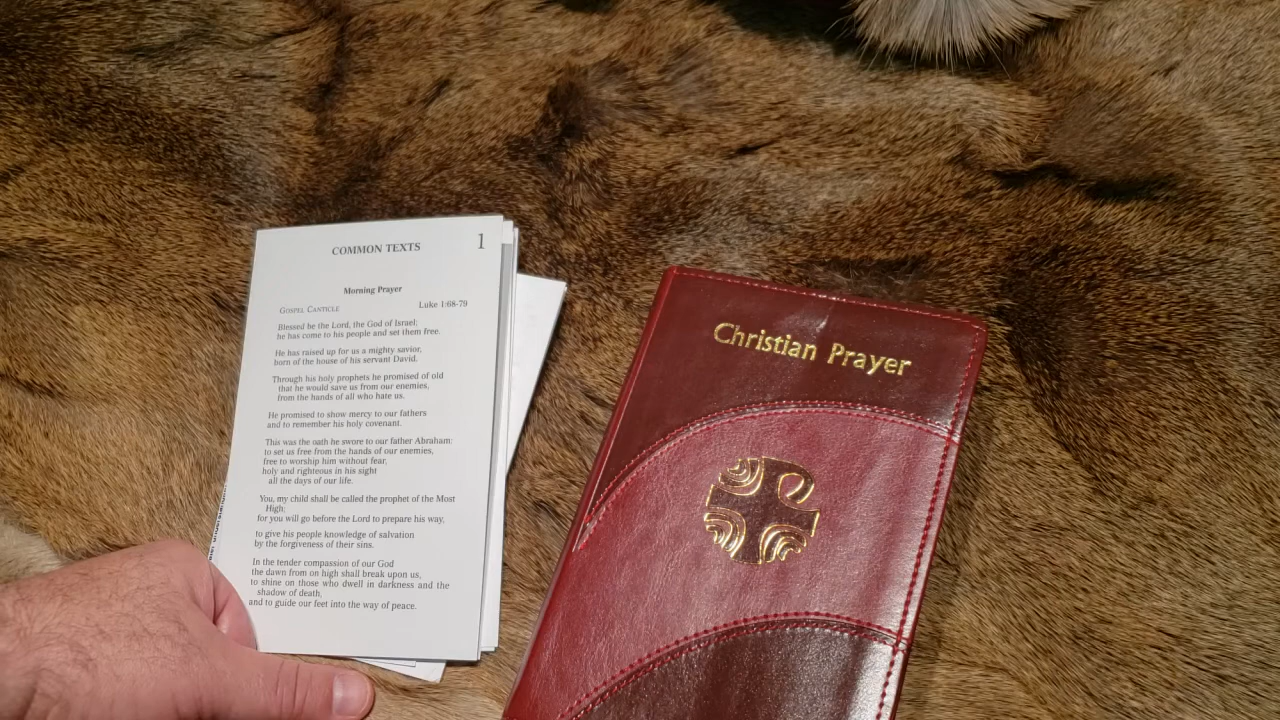 COMMON TEXTS
1
Morning Prayer
GOSPEL CANTICLE
Luke 1:68-79
Blessed be the Lord, the God of Israel;
he has come to his people and set them free.
He has raised up for us a mighty savior,
born of the house of his servant David.
Through his holy prophets he promised of old
that he would save us from our enemies,
from the hands of all who hate us.
He promised to show mercy to our fathers
and to remember his holy covenant.
This was the oath he swore to our father Abraham:
to set us free from the hands of our enemies,
free to worship him without fear,
holy and righteous in his sight
all the days of our life.
You, my child shall be called the prophet of the Most
High;
for you will go before the Lord to prepare his way,
to give his people knowledge of salvation
by the forgiveness of their sins.
In the tender compassion of our God
the dawn from on high shall break upon us,
to shine on those who dwell in darkness and the
shadow of death,
and to guide our feet into the way of peace.
Christian Prayer